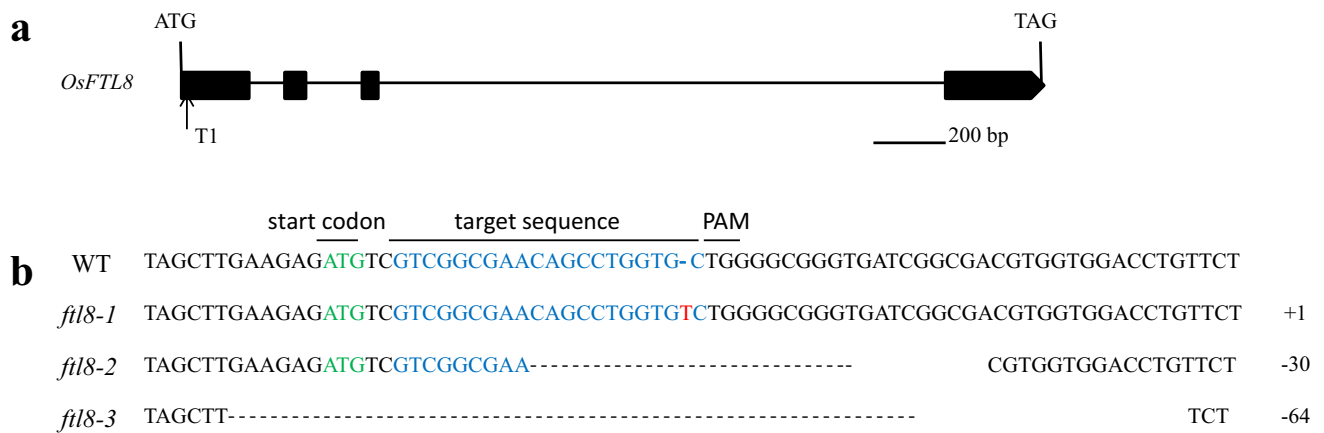 a
ATG
TAG
OsFTL8
T1
200 bp
start codon target sequence PAM
b
WT TAGCTTGAAGAGATGTCGTCGGCGAACAGCCTGGTG-CTGGGGCGGGTGATCGGCGACGTGGTGGACCTGTTCT
ftl8-1 TAGCTTGAAGAGATGTCGTCGGCGAACAGCCTGGTGTCTGGGGCGGGTGATCGGCGACGTGGTGGACCTGTTCT +1
ftl8-2 TAGCTTGAAGAGATGTCGTCGGCGAA------------------------------ CGTGGTGGACCTGTTCT -30
ftl8-3 TAGCTT---------------------------------------------------------------- TCT -64